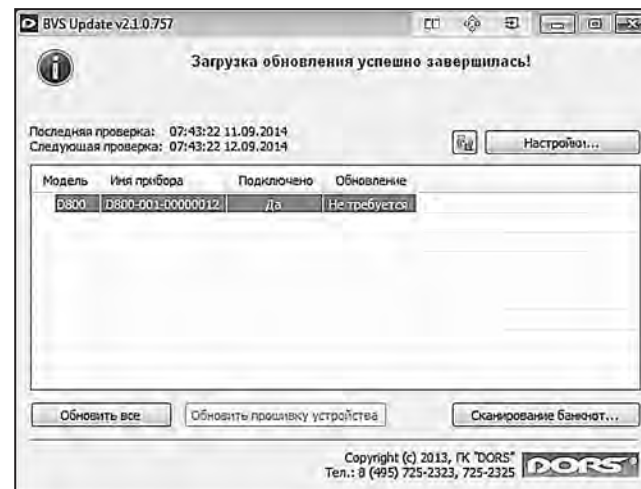 BVS Update v2.1.0.757
Загрузка обновления успешно завершилась!
Последняя проверка: 07:43:22 11.09.2014
Следующая проверка: 07:43:22 12.09.2014
Настройки...
Модель Имя прибора Подключено Обновление
D800 D800-001-00000012 Да Не требуется
Обновить все Обновить прошивку устройства Сканирование банкнот...
Copyright (c) 2013, ГК "DORS"
Тел.: 8 (495) 725-2323, 725-2325
DORS